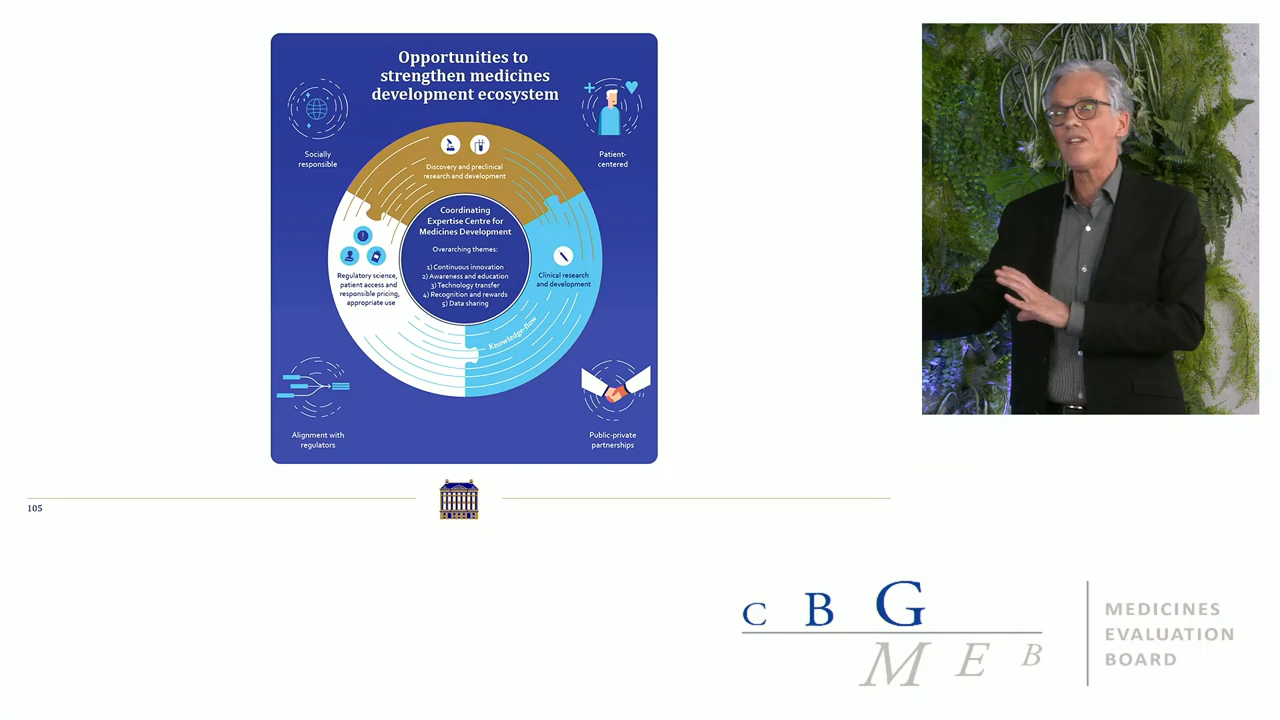 Opportunities to
strengthen medicines
development ecosystem
Socially
responsible
Patient-
centered
Discovery and preclinical
research and development
Coordinating
Expertise Centre for
Medicines Development
Overarching themes:
1) Continuous innovation
2) Awareness and education
3) Technology transfer
4) Recognition and rewards
5) Data sharing
Regulatory science,
patient access and
responsible pricing,
appropriate use
Clinical research
and development
Knowledge-flow
Alignment with
regulators
Public-private
partnerships
105
C B G
M E B
MEDICINES
EVALUATION
BOARD